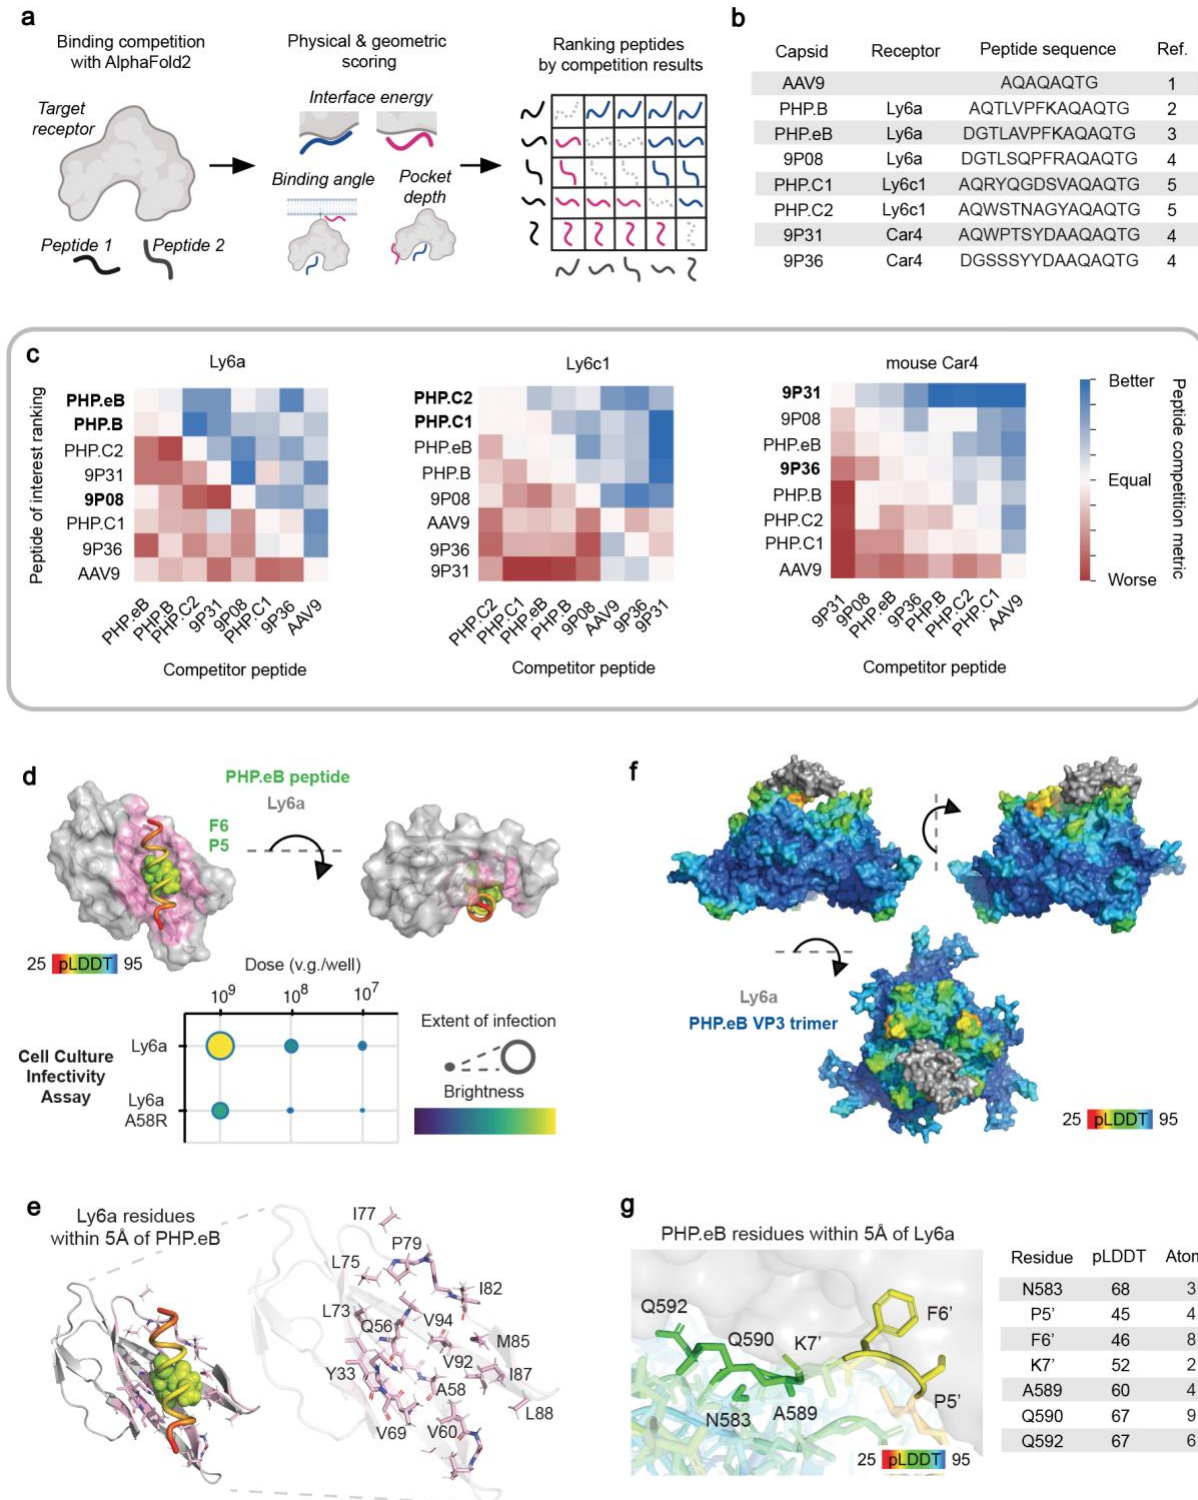 a
Binding competition
with AlphaFold2
Physical & geometric
scoring
Ranking peptides
by competition results
Target
receptor
Interface energy
Binding angle
Pocket
depth
Peptide 1
Peptide 2
b
Capsid Receptor Peptide sequence Ref.
AAV9 AQAQAQTG 1
PHP.B Ly6a AQTLVPFKAQAQTG 2
PHP.eB Ly6a DGTLAVPFKAQAQTG 3
9P08 Ly6a DGTLSQPFRAQAQTG 4
PHP.C1 Ly6c1 AQRYQGDSVAQAQTG 5
PHP.C2 Ly6c1 AQWSTNAGYAQAQTG 5
9P31 Car4 AQWPTSYDAAQAQTG 4
9P36 Car4 DGSSSYYDAAQAQTG 4
c
Peptide of interest ranking
Ly6a
PHP.eB
PHP.B
PHP.C2
9P31
9P08
PHP.C1
9P36
AAV9
PHP.eB PHP.B PHP.C2 9P31 9P08 PHP.C1 9P36 AAV9
Competitor peptide
Ly6c1
PHP.C2
PHP.C1
PHP.eB
PHP.B
9P08
AAV9
9P36
9P31
PHP.C2 PHP.C1 PHP.eB PHP.B 9P08 AAV9 9P36 9P31
Competitor peptide
mouse Car4
9P31
9P08
PHP.eB
9P36
PHP.B
PHP.C2
PHP.C1
AAV9
9P31 9P08 PHP.eB 9P36 PHP.B PHP.C2 PHP.C1 AAV9
Competitor peptide
Better
Equal
Worse
Peptide competition metric
d
PHP.eB peptide
Ly6a
F6
P5
25 pLDDT 95
Dose (v.g./well)
10⁹ 10⁸ 10⁷
Cell Culture
Infectivity
Assay
Ly6a
Ly6a
A58R
Extent of infection
Brightness
f
Ly6a
PHP.eB VP3 trimer
25 pLDDT 95
e
Ly6a residues
within 5Å of PHP.eB
I77
P79
L75
I82
L73
Q56
V94
M85
V92
Y33
I87
A58
L88
V69
V60
g
PHP.eB residues within 5Å of Ly6a
Q592
Q590
K7'
F6'
N583
A589
P5'
25 pLDDT 95
Residue pLDDT Atom
N583 68 3
P5' 45 4
F6' 46 8
K7' 52 2
A589 60 4
Q590 67 9
Q592 67 6